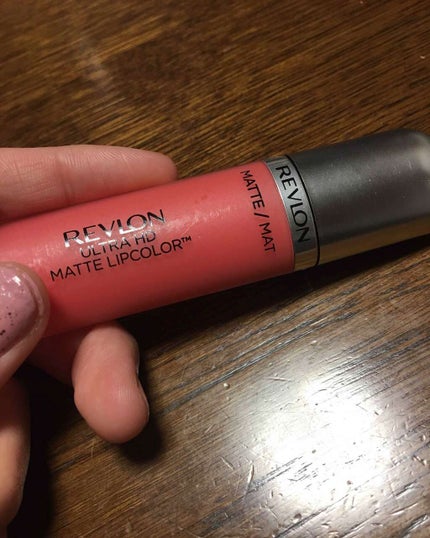 REVLON
ULTRA HD
MATTE LIPCOLOR™
MATTE / MAT
REVLON